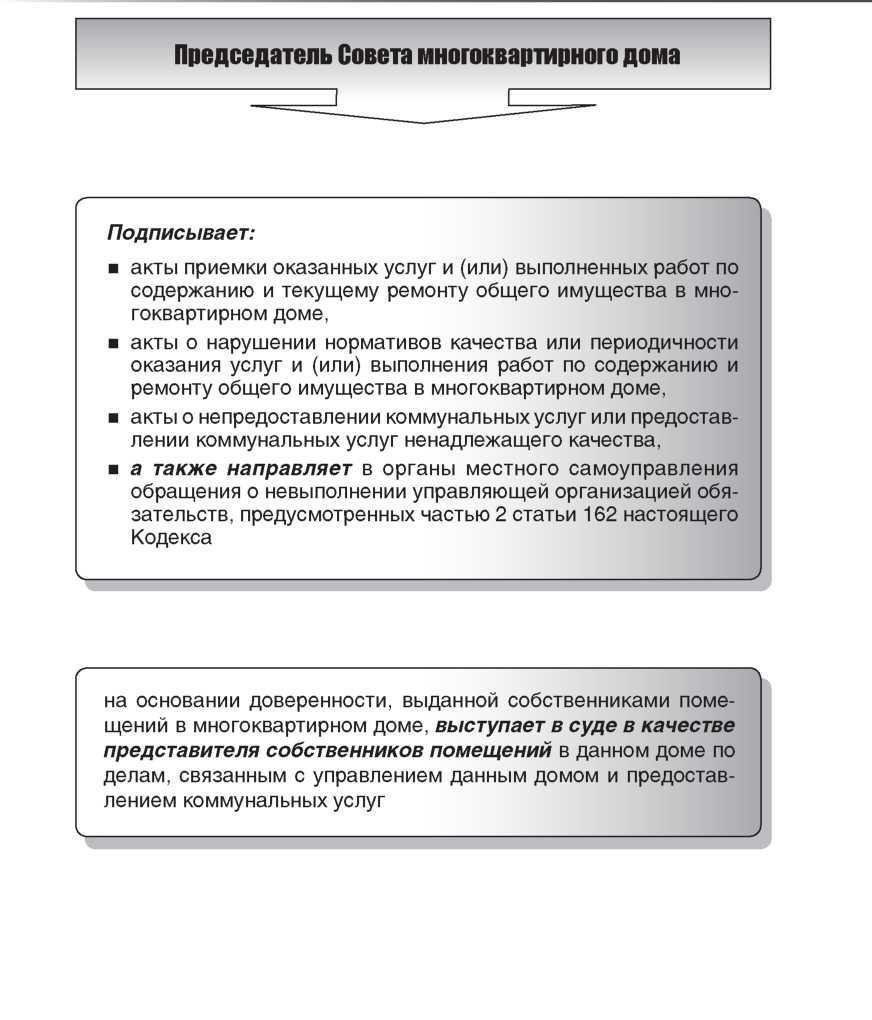 Председатель Совета многоквартирного дома
Подписывает:
■ акты приемки оказанных услуг и (или) выполненных работ по
содержанию и текущему ремонту общего имущества в мно-
гоквартирном доме,
■ акты о нарушении нормативов качества или периодичности
оказания услуг и (или) выполнения работ по содержанию и
ремонту общего имущества в многоквартирном доме,
■ акты о непредоставлении коммунальных услуг или предостав-
лении коммунальных услуг ненадлежащего качества,
■ а также направляет в органы местного самоуправления
обращения о невыполнении управляющей организацией обя-
зательств, предусмотренных частью 2 статьи 162 настоящего
Кодекса
на основании доверенности, выданной собственниками поме-
щений в многоквартирном доме, выступает в суде в качестве
представителя собственников помещений в данном доме по
делам, связанным с управлением данным домом и предостав-
лением коммунальных услуг